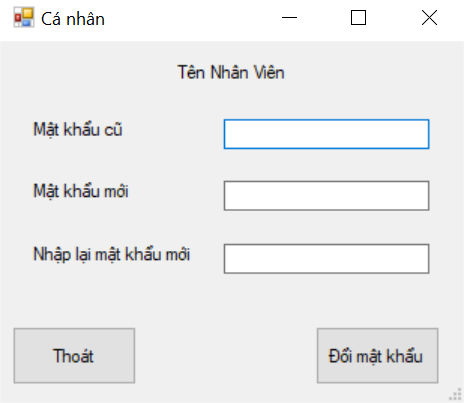 Cá nhân
Tên Nhân Viên
Mật khẩu cũ
Mật khẩu mới
Nhập lại mật khẩu mới
Thoát
Đổi mật khẩu